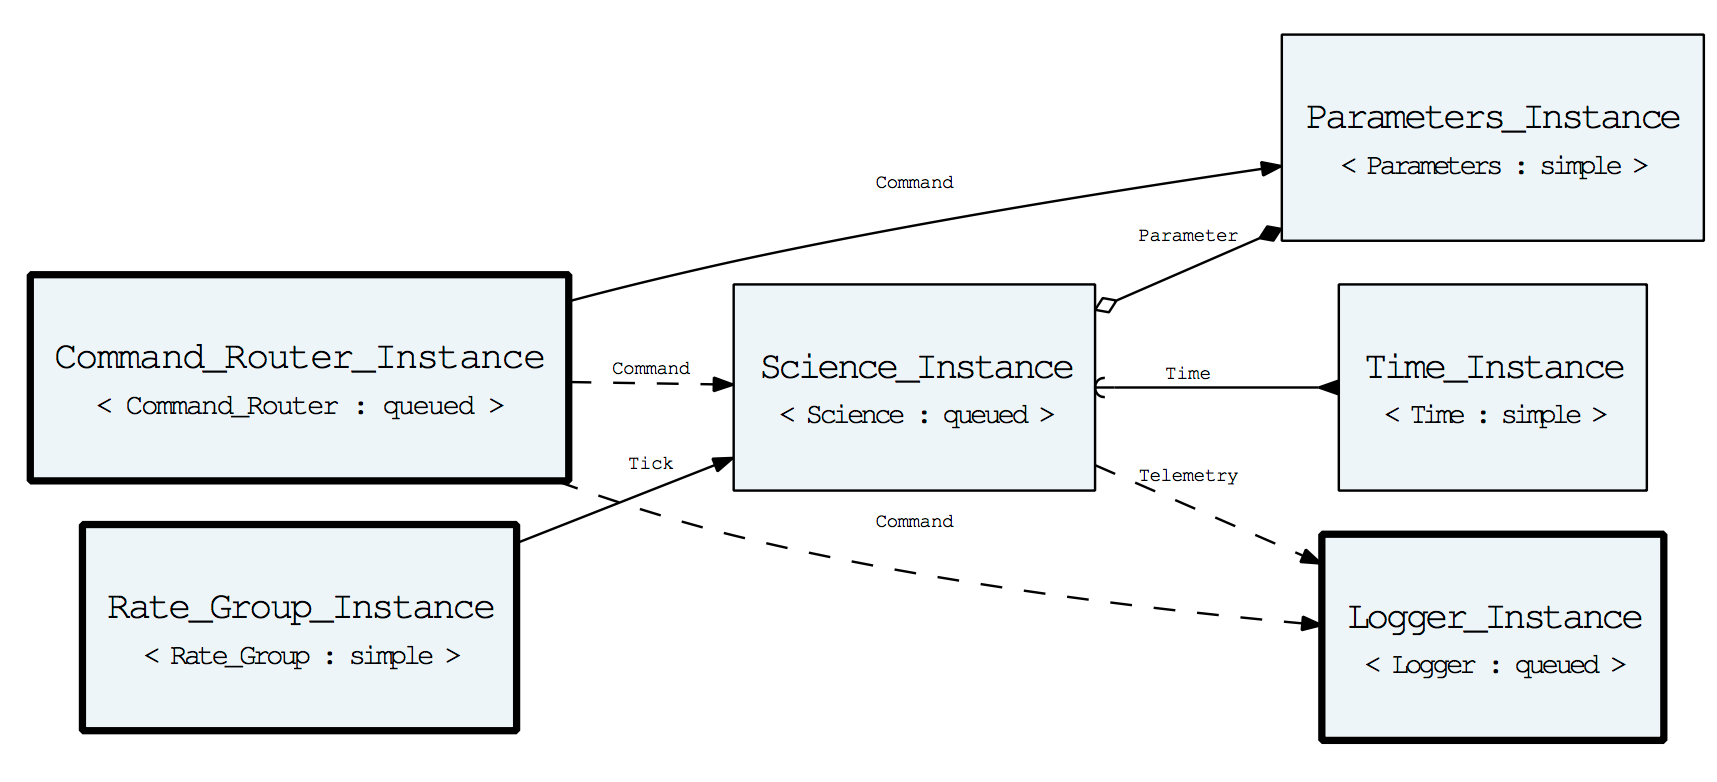 Parameters_Instance
< Parameters : simple >
Command
Parameter
Command_Router_Instance
< Command_Router : queued >
Command
Science_Instance
< Science : queued >
Time
Time_Instance
< Time : simple >
Tick
Telemetry
Command
Rate_Group_Instance
< Rate_Group : simple >
Logger_Instance
< Logger : queued >